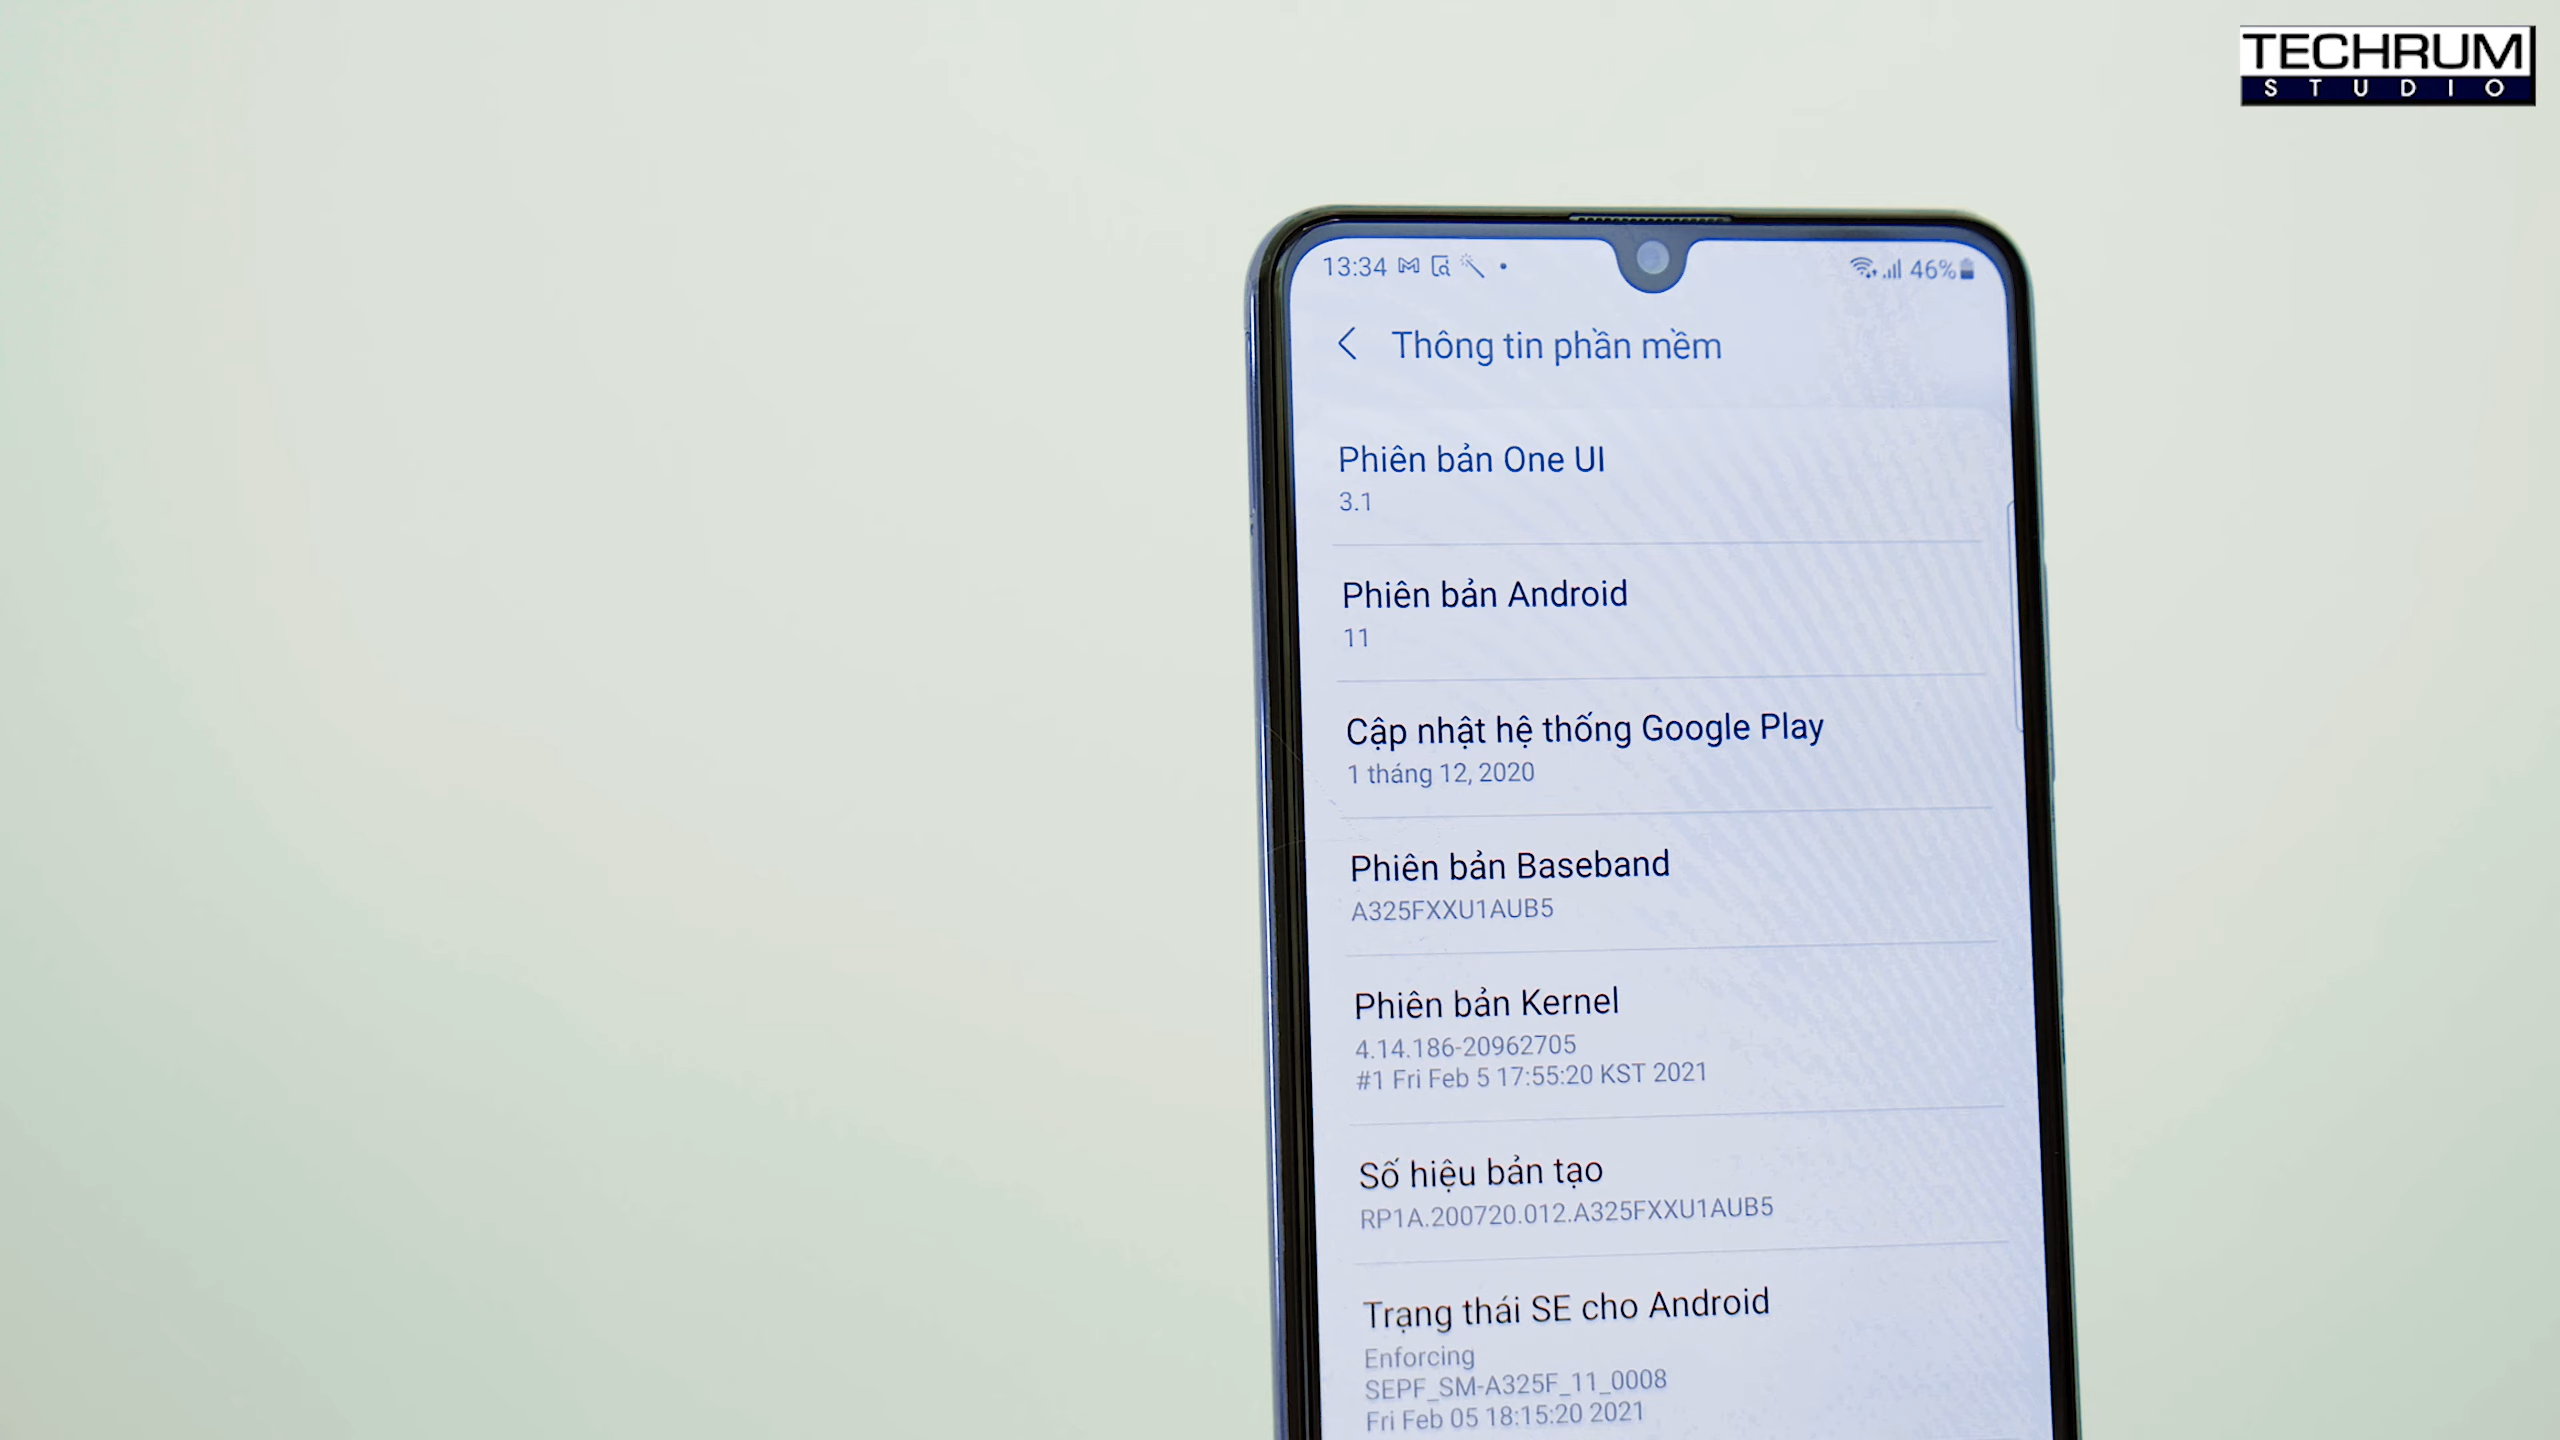 TECHRUM
STUDIO
13:34
46%
Thông tin phần mềm
Phiên bản One UI
3.1
Phiên bản Android
11
Cập nhật hệ thống Google Play
1 tháng 12, 2020
Phiên bản Baseband
A325FXXU1AUB5
Phiên bản Kernel
4.14.186-20962705
#1 Fri Feb 5 17:55:20 KST 2021
Số hiệu bản tạo
RP1A.200720.012.A325FXXU1AUB5
Trạng thái SE cho Android
Enforcing
SEPF_SM-A325F_11_0008
Fri Feb 05 18:15:20 2021